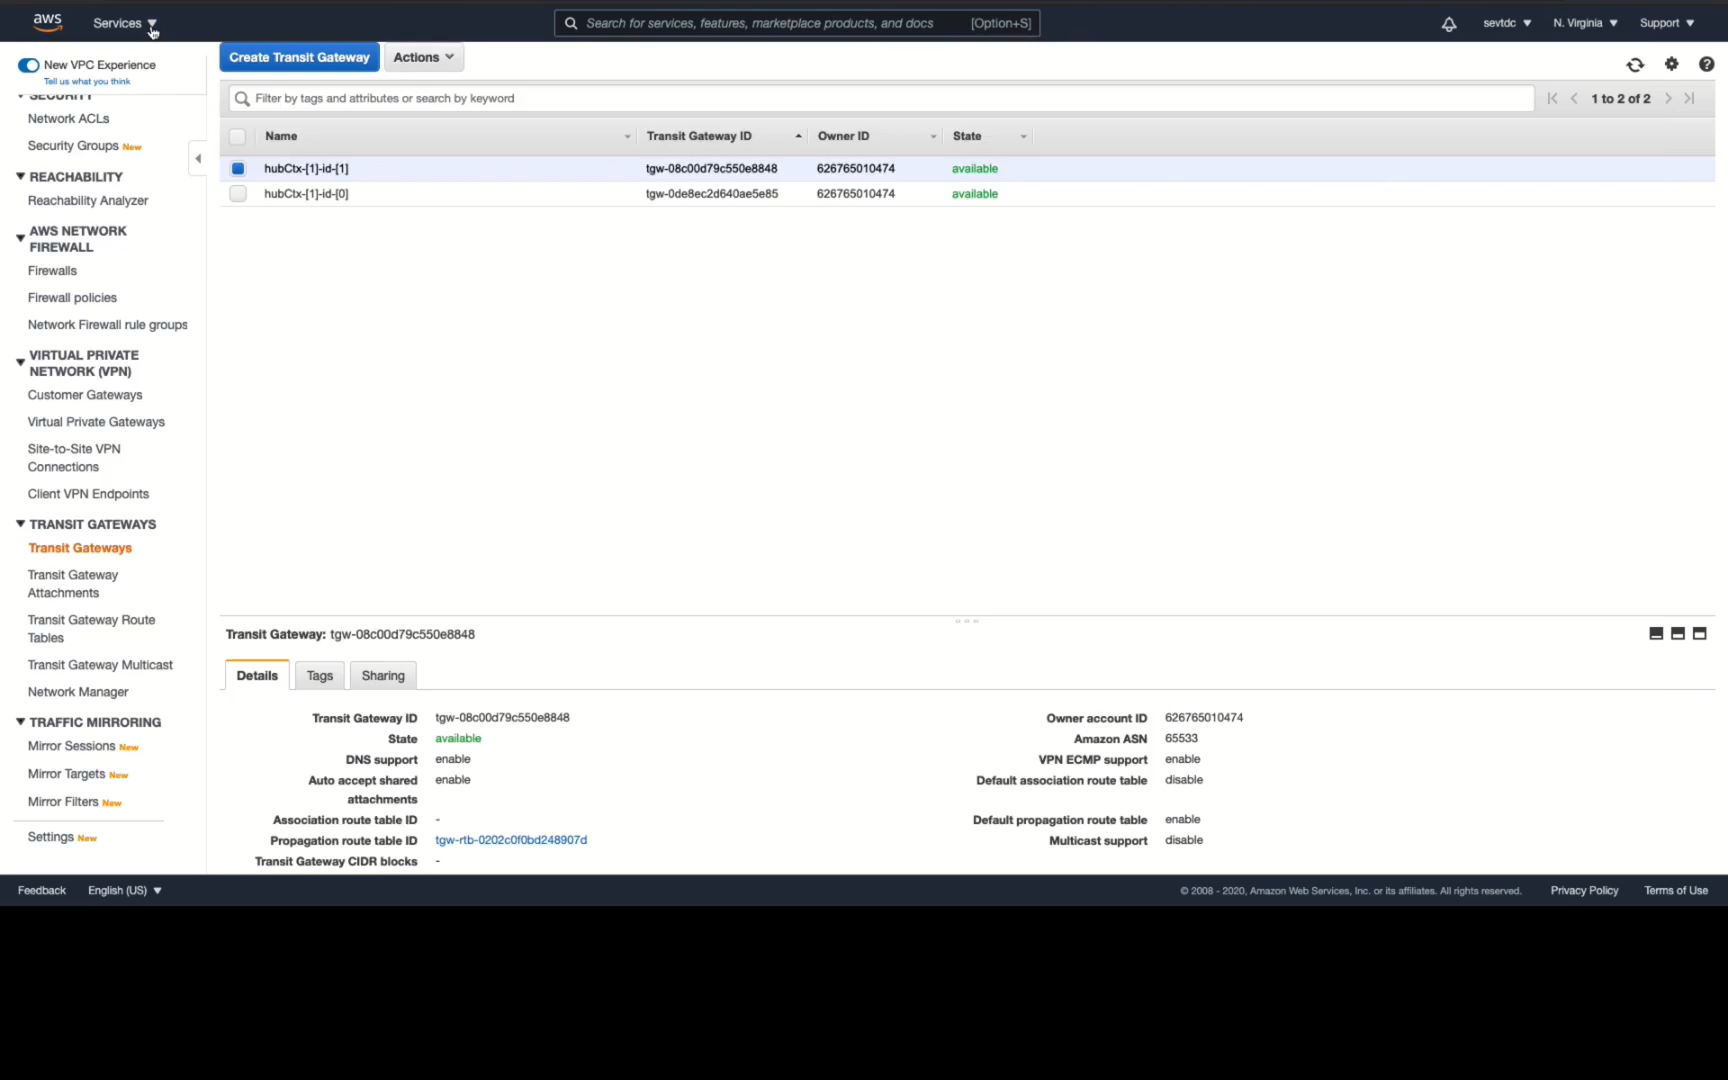 aws
Services
Search for services, features, marketplace products, and docs
[Option+S]
sevtdc
N. Virginia
Support
New VPC Experience
Tell us what you think
SECURITY
Network ACLs
Security Groups New
REACHABILITY
Reachability Analyzer
AWS NETWORK
FIREWALL
Firewalls
Firewall policies
Network Firewall rule groups
VIRTUAL PRIVATE
NETWORK (VPN)
Customer Gateways
Virtual Private Gateways
Site-to-Site VPN
Connections
Client VPN Endpoints
TRANSIT GATEWAYS
Transit Gateways
Transit Gateway
Attachments
Transit Gateway Route
Tables
Transit Gateway Multicast
Network Manager
TRAFFIC MIRRORING
Mirror Sessions New
Mirror Targets New
Mirror Filters New
Settings New
Create Transit Gateway
Actions
Filter by tags and attributes or search by keyword
1 to 2 of 2
Name Transit Gateway ID Owner ID State
hubCtx-[1]-id-[1] tgw-08c00d79c550e8848 626765010474 available
hubCtx-[1]-id-[0] tgw-0de8ec2d640ae5e85 626765010474 available
Transit Gateway: tgw-08c00d79c550e8848
Details Tags Sharing
Transit Gateway ID tgw-08c00d79c550e8848
State available
DNS support enable
Auto accept shared enable
attachments
Association route table ID -
Propagation route table ID tgw-rtb-0202c0f0bd248907d
Transit Gateway CIDR blocks -
Owner account ID 626765010474
Amazon ASN 65533
VPN ECMP support enable
Default association route table disable
Default propagation route table enable
Multicast support disable
Feedback
English (US)
© 2008 - 2020, Amazon Web Services, Inc. or its affiliates. All rights reserved.
Privacy Policy
Terms of Use